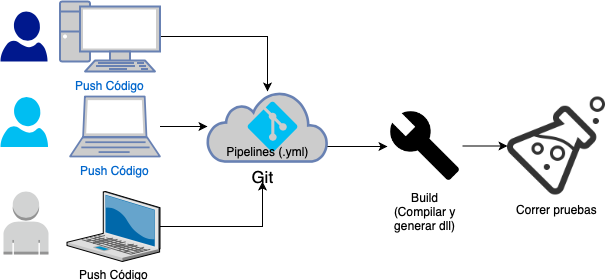 Push Código
Push Código
Pipelines (.yml)
Git
Build
(Compilar y
generar dll)
Correr pruebas
Push Código